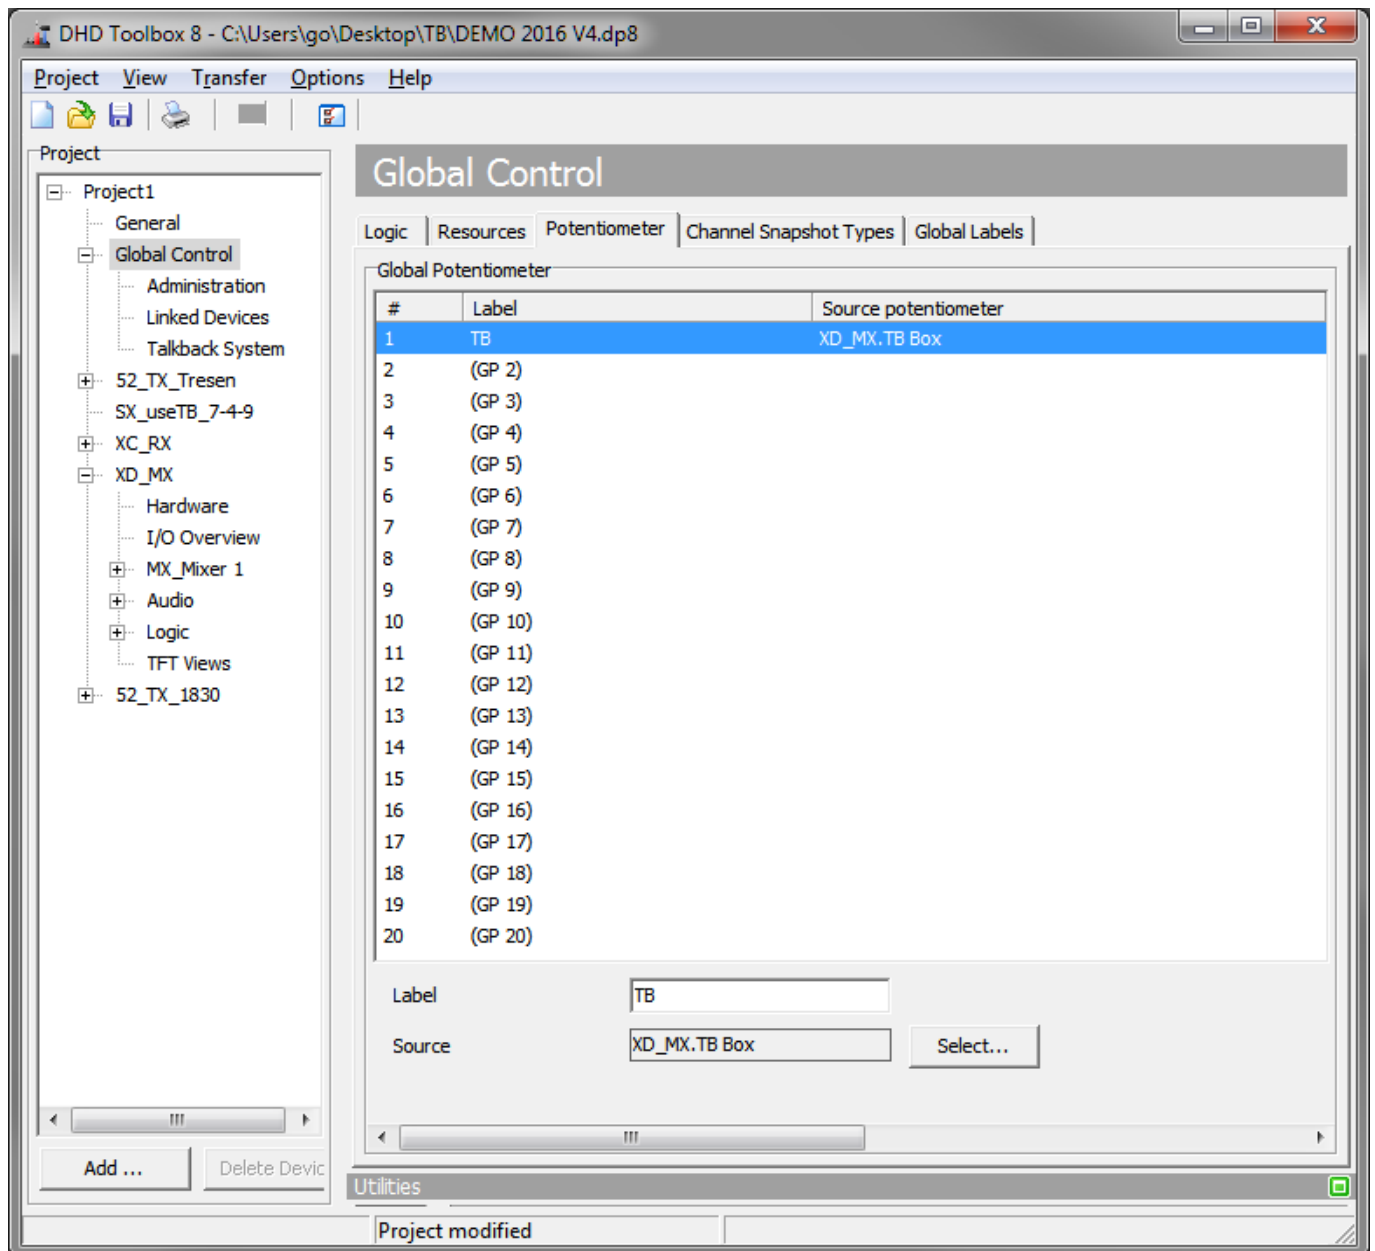 DHD Toolbox 8 - C:\Users\go\Desktop\TB\DEMO 2016 V4.dp8
Project View Transfer Options Help
Project
Project1
General
Global Control
Administration
Linked Devices
Talkback System
52_TX_Tresen
SX_useTB_7-4-9
XC_RX
XD_MX
Hardware
I/O Overview
MX_Mixer 1
Audio
Logic
TFT Views
52_TX_1830
Add ... Delete Devic
Global Control
Logic Resources Potentiometer Channel Snapshot Types Global Labels
Global Potentiometer
# Label Source potentiometer
1 TB XD_MX.TB Box
2 (GP 2)
3 (GP 3)
4 (GP 4)
5 (GP 5)
6 (GP 6)
7 (GP 7)
8 (GP 8)
9 (GP 9)
10 (GP 10)
11 (GP 11)
12 (GP 12)
13 (GP 13)
14 (GP 14)
15 (GP 15)
16 (GP 16)
17 (GP 17)
18 (GP 18)
19 (GP 19)
20 (GP 20)
Label TB
Source XD_MX.TB Box Select...
Utilities
Project modified